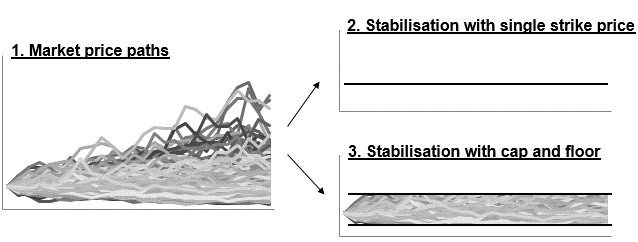 1. Market price paths
2. Stabilisation with single strike price
3. Stabilisation with cap and floor